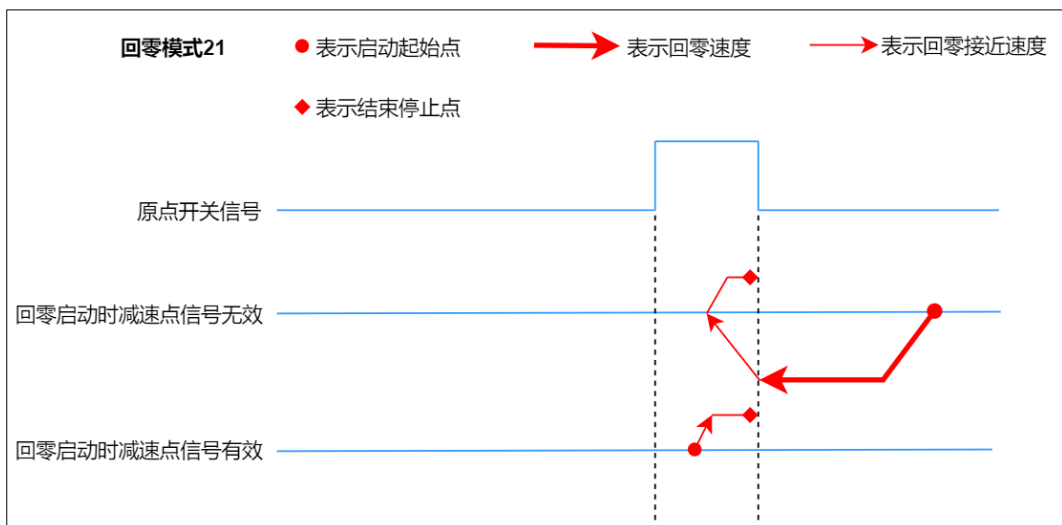 回零模式21 表示启动起始点 表示回零速度 表示回零接近速度
表示结束停止点
原点开关信号
回零启动时减速点信号无效
回零启动时减速点信号有效